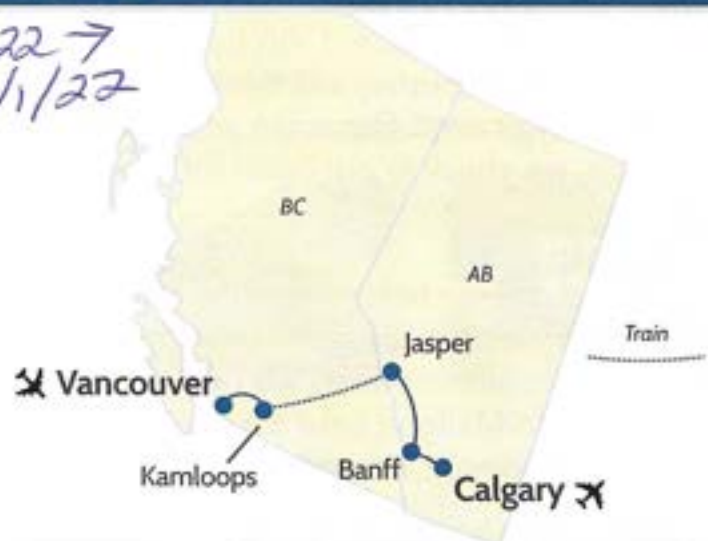 22 →
/1/22
BC
AB
Train
Jasper
Vancouver
Kamloops
Banff
Calgary